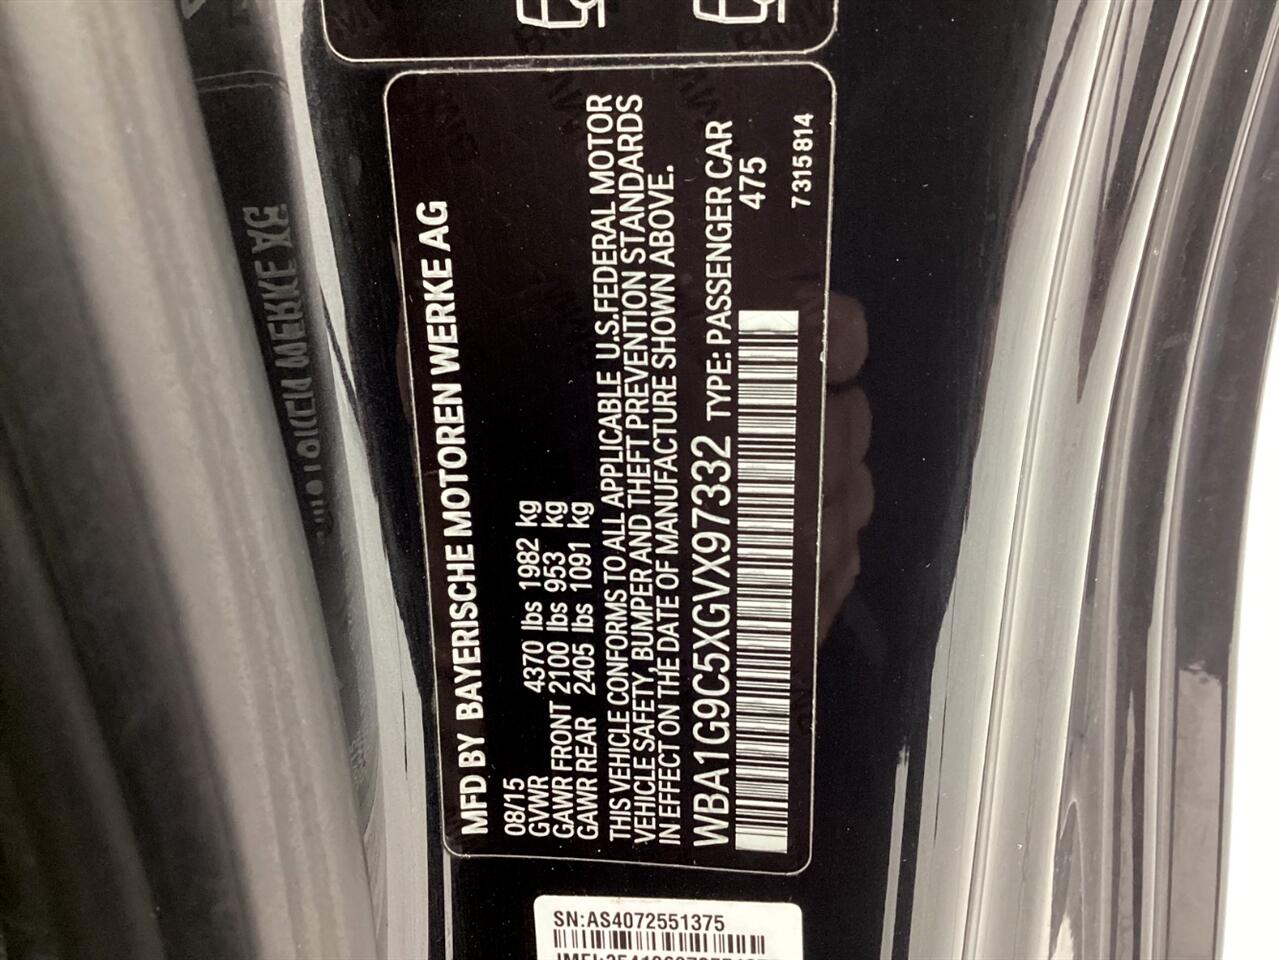 MFD BY BAYERISCHE MOTOREN WERKE AG
08/15
GVWR 4370 lbs 1982 kg
GAWR FRONT 2100 lbs 953 kg
GAWR REAR 2405 lbs 1091 kg
THIS VEHICLE CONFORMS TO ALL APPLICABLE U.S.FEDERAL MOTOR
VEHICLE SAFETY, BUMPER AND THEFT PREVENTION STANDARDS
IN EFFECT ON THE DATE OF MANUFACTURE SHOWN ABOVE.
WBA1G9C5XGVX97332 TYPE: PASSENGER CAR
475
7315814
SN:AS4072551375